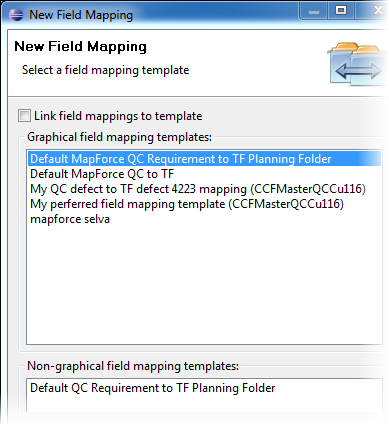 New Field Mapping
New Field Mapping
Select a field mapping template
Link field mappings to template
Graphical field mapping templates:
Default MapForce QC Requirement to TF Planning Folder
Default MapForce QC to TF
My QC defect to TF defect 4223 mapping (CCFMasterQCCu116)
My perferred field mapping template (CCFMasterQCCu116)
mapforce selva
Non-graphical field mapping templates:
Default QC Requirement to TF Planning Folder